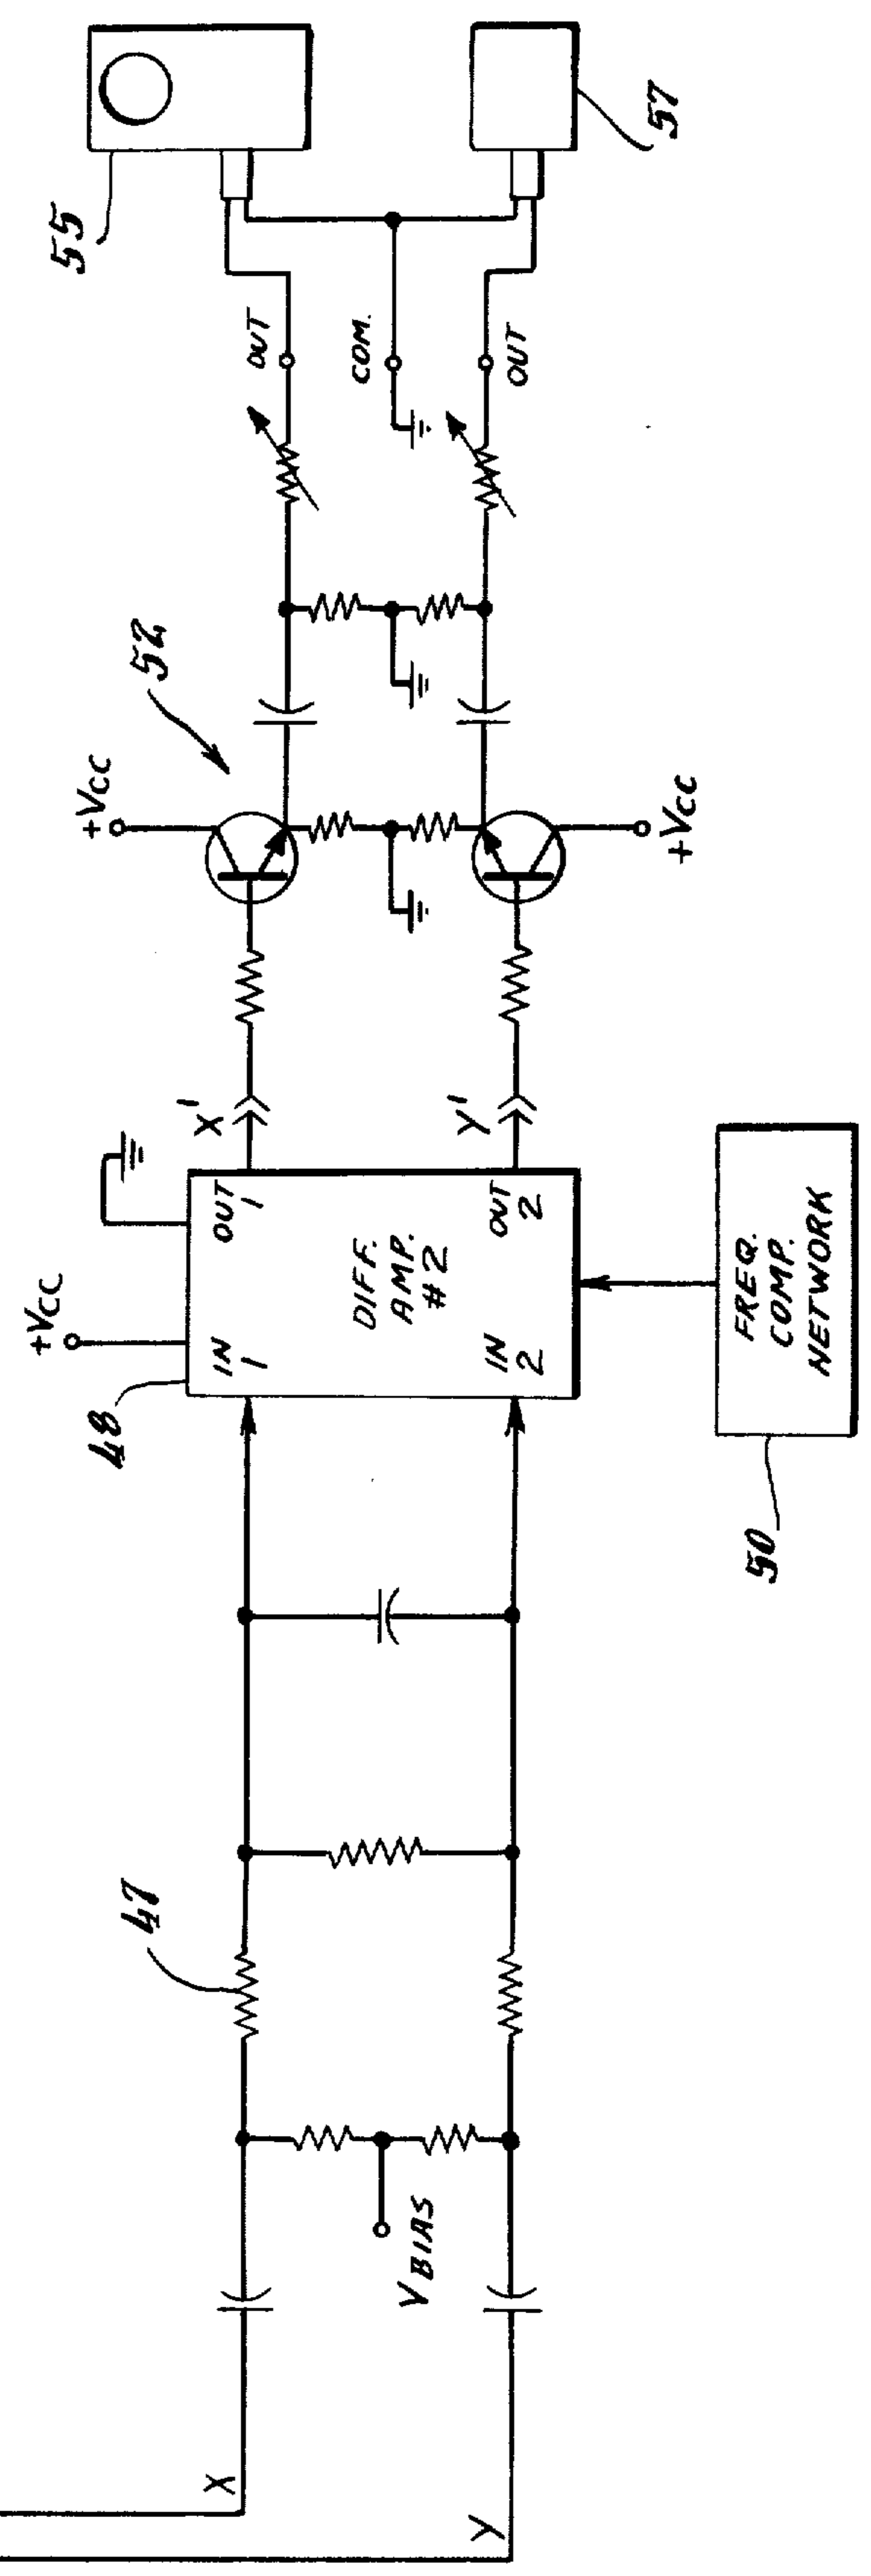 X
Y
VBIAS
47
48
+Vcc
IN
1
OUT
1
DIFF.
AMP.
#2
IN
2
OUT
2
FREQ.
COMP.
NETWORK
50
X'
Y'
+Vcc
52
+Vcc
OUT
COM.
OUT
55
57